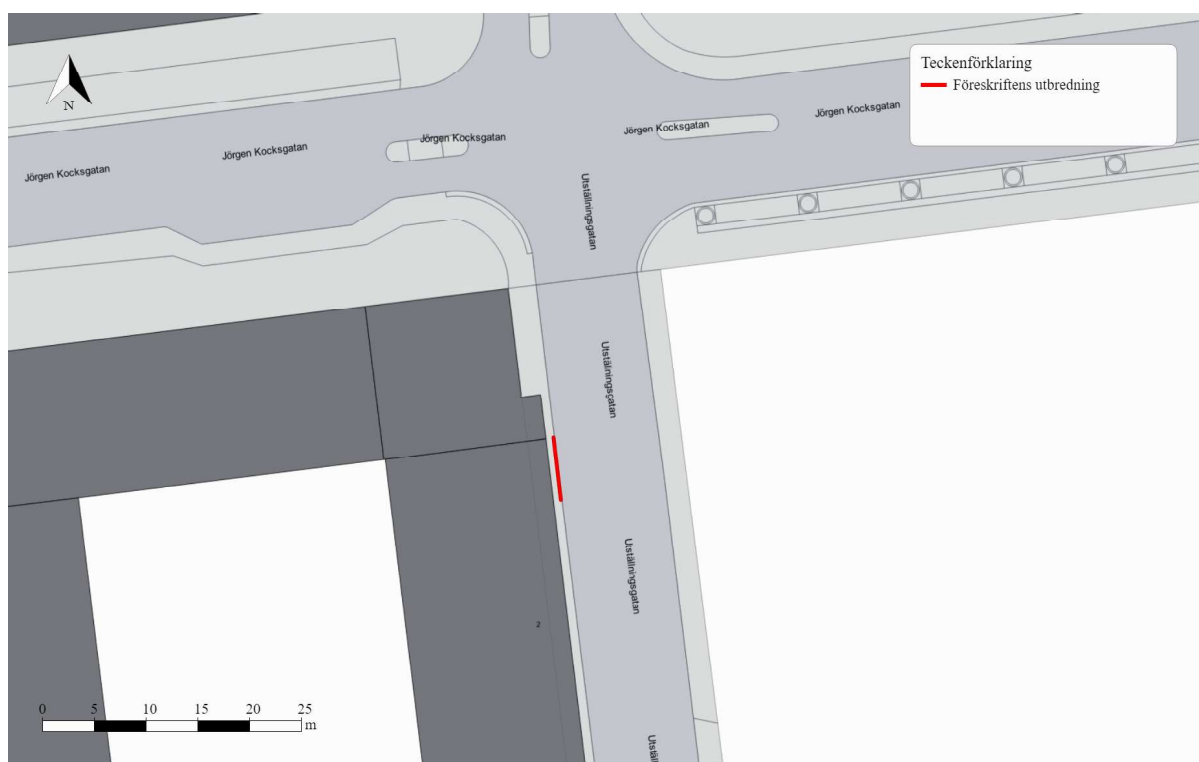 Teckenförklaring
Föreskriftens utbredning
N
Jörgen Kocksgatan
Jörgen Kocksgatan
Jörgen Kocksgatan
Jörgen Kocksgatan
Jörgen Kocksgatan
Utställningsgatan
Utställningsgatan
Utställningsgatan
2
0 5 10 15 20 25
m
Utställni